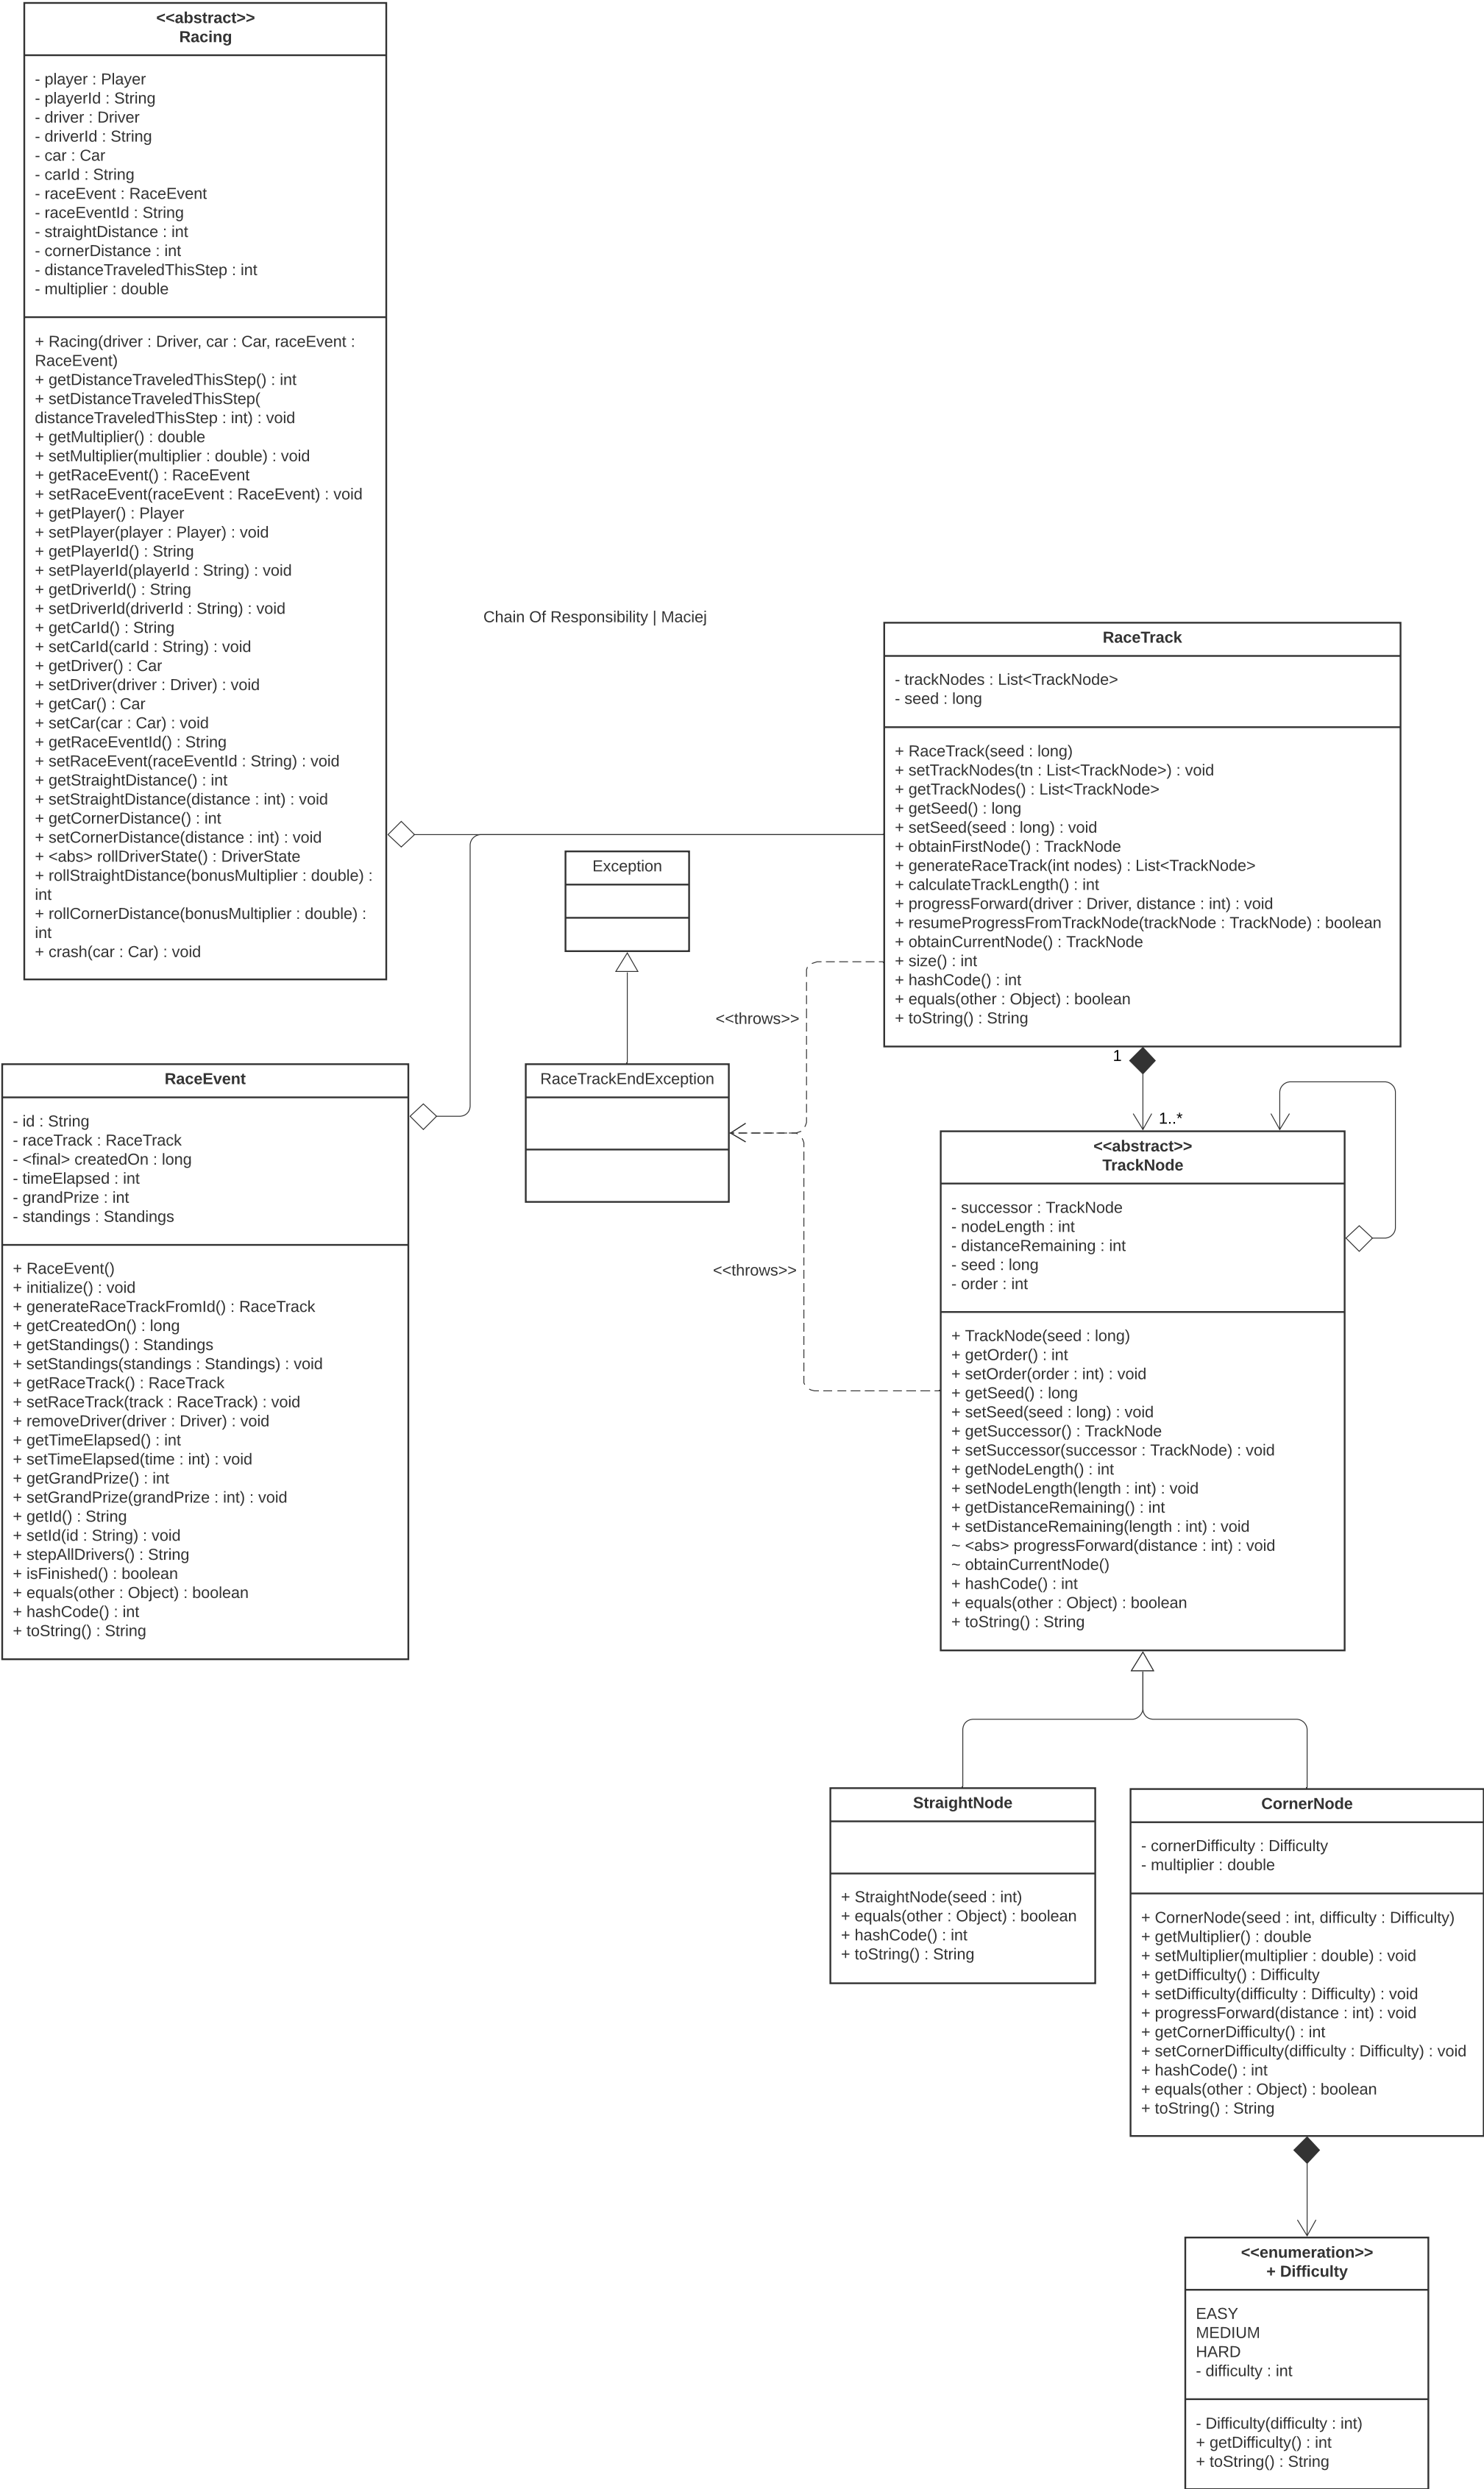 <<abstract>>
Racing
- player : Player
- playerId : String
- driver : Driver
- driverId : String
- car : Car
- carId : String
- raceEvent : RaceEvent
- raceEventId : String
- straightDistance : int
- cornerDistance : int
- distanceTraveledThisStep : int
- multiplier : double
+ Racing(driver : Driver, car : Car, raceEvent :
RaceEvent)
+ getDistanceTraveledThisStep() : int
+ setDistanceTraveledThisStep(
distanceTraveledThisStep : int) : void
+ getMultiplier() : double
+ setMultiplier(multiplier : double) : void
+ getRaceEvent() : RaceEvent
+ setRaceEvent(raceEvent : RaceEvent) : void
+ getPlayer() : Player
+ setPlayer(player : Player) : void
+ getPlayerId() : String
+ setPlayerId(playerId : String) : void
+ getDriverId() : String
+ setDriverId(driverId : String) : void
+ getCarId() : String
+ setCarId(carId : String) : void
+ getDriver() : Car
+ setDriver(driver : Driver) : void
+ getCar() : Car
+ setCar(car : Car) : void
+ getRaceEventId() : String
+ setRaceEvent(raceEventId : String) : void
+ getStraightDistance() : int
+ setStraightDistance(distance : int) : void
+ getCornerDistance() : int
+ setCornerDistance(distance : int) : void
+ <abs> rollDriverState() : DriverState
+ rollStraightDistance(bonusMultiplier : double) :
int
+ rollCornerDistance(bonusMultiplier : double) :
int
+ crash(car : Car) : void
Chain Of Responsibility | Maciej
RaceTrack
- trackNodes : List<TrackNode>
- seed : long
+ RaceTrack(seed : long)
+ setTrackNodes(tn : List<TrackNode>) : void
+ getTrackNodes() : List<TrackNode>
+ getSeed() : long
+ setSeed(seed : long) : void
+ obtainFirstNode() : TrackNode
+ generateRaceTrack(int nodes) : List<TrackNode>
+ calculateTrackLength() : int
+ progressForward(driver : Driver, distance : int) : void
+ resumeProgressFromTrackNode(trackNode : TrackNode) : boolean
+ obtainCurrentNode() : TrackNode
+ size() : int
+ hashCode() : int
+ equals(other : Object) : boolean
+ toString() : String
Exception
<<throws>>
RaceTrackEndException
<<throws>>
1
1..*
RaceEvent
- id : String
- raceTrack : RaceTrack
- <final> createdOn : long
- timeElapsed : int
- grandPrize : int
- standings : Standings
+ RaceEvent()
+ initialize() : void
+ generateRaceTrackFromId() : RaceTrack
+ getCreatedOn() : long
+ getStandings() : Standings
+ setStandings(standings : Standings) : void
+ getRaceTrack() : RaceTrack
+ setRaceTrack(track : RaceTrack) : void
+ removeDriver(driver : Driver) : void
+ getTimeElapsed() : int
+ setTimeElapsed(time : int) : void
+ getGrandPrize() : int
+ setGrandPrize(grandPrize : int) : void
+ getId() : String
+ setId(id : String) : void
+ stepAllDrivers() : String
+ isFinished() : boolean
+ equals(other : Object) : boolean
+ hashCode() : int
+ toString() : String
<<abstract>>
TrackNode
- successor : TrackNode
- nodeLength : int
- distanceRemaining : int
- seed : long
- order : int
+ TrackNode(seed : long)
+ getOrder() : int
+ setOrder(order : int) : void
+ getSeed() : long
+ setSeed(seed : long) : void
+ getSuccessor() : TrackNode
+ setSuccessor(successor : TrackNode) : void
+ getNodeLength() : int
+ setNodeLength(length : int) : void
+ getDistanceRemaining() : int
+ setDistanceRemaining(length : int) : void
~ <abs> progressForward(distance : int) : void
~ obtainCurrentNode()
+ hashCode() : int
+ equals(other : Object) : boolean
+ toString() : String
StraightNode
+ StraightNode(seed : int)
+ equals(other : Object) : boolean
+ hashCode() : int
+ toString() : String
CornerNode
- cornerDifficulty : Difficulty
- multiplier : double
+ CornerNode(seed : int, difficulty : Difficulty)
+ getMultiplier() : double
+ setMultiplier(multiplier : double) : void
+ getDifficulty() : Difficulty
+ setDifficulty(difficulty : Difficulty) : void
+ progressForward(distance : int) : void
+ getCornerDifficulty() : int
+ setCornerDifficulty(difficulty : Difficulty) : void
+ hashCode() : int
+ equals(other : Object) : boolean
+ toString() : String
<<enumeration>>
+ Difficulty
EASY
MEDIUM
HARD
- difficulty : int
- Difficulty(difficulty : int)
+ getDifficulty() : int
+ toString() : String